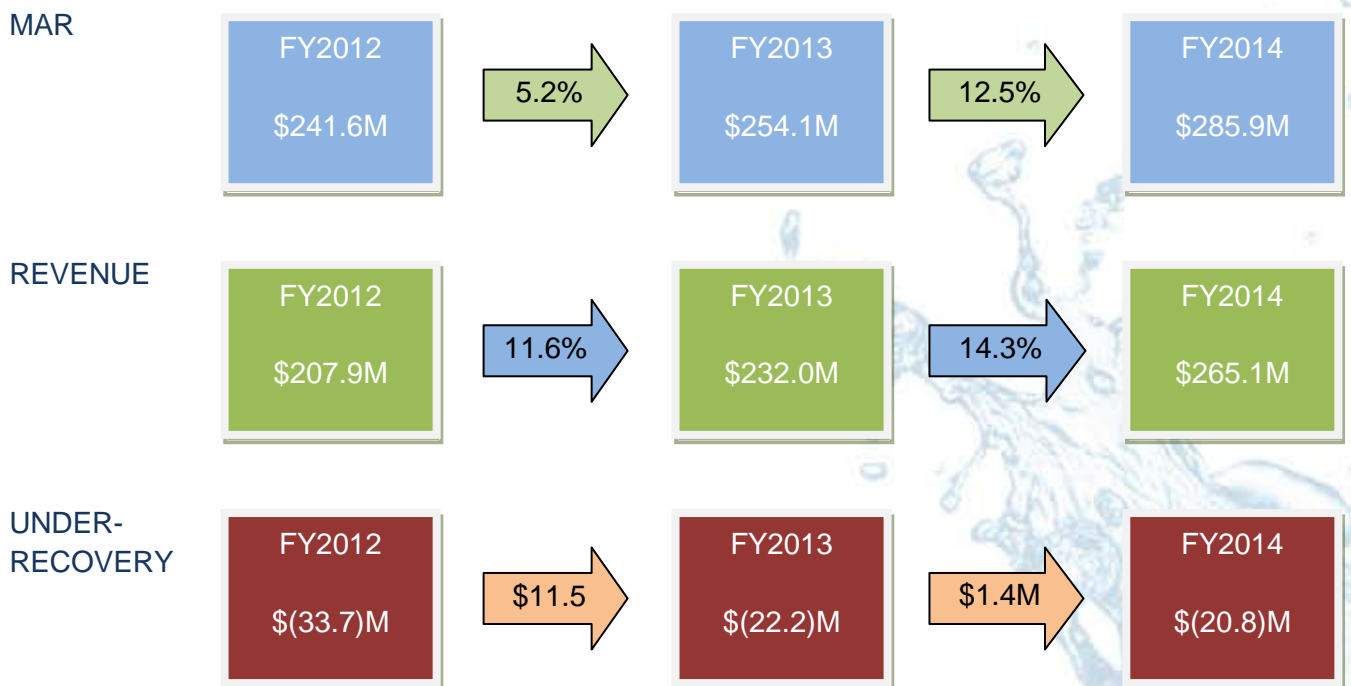 MAR
FY2012
$241.6M
5.2%
FY2013
$254.1M
12.5%
FY2014
$285.9M
REVENUE
FY2012
$207.9M
11.6%
FY2013
$232.0M
14.3%
FY2014
$265.1M
UNDER-
RECOVERY
FY2012
$(33.7)M
$11.5
FY2013
$(22.2)M
$1.4M
FY2014
$(20.8)M